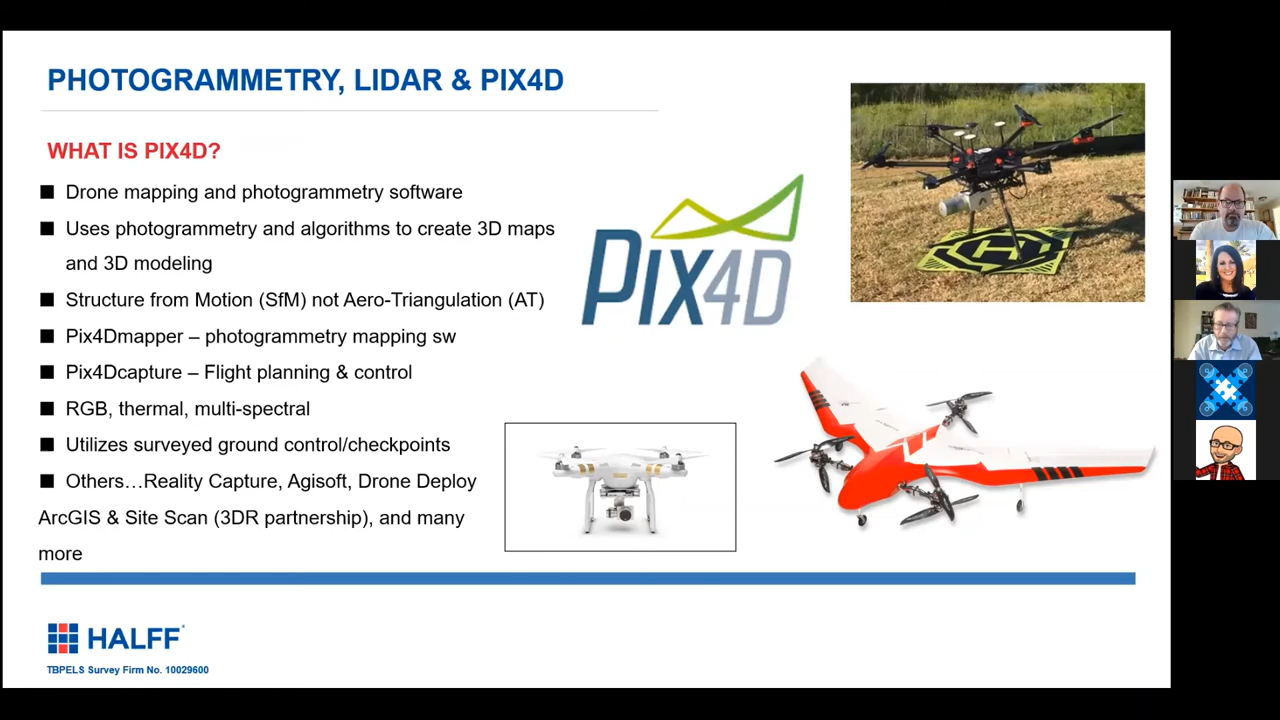 PHOTOGRAMMETRY, LIDAR & PIX4D
WHAT IS PIX4D?
Drone mapping and photogrammetry software
Uses photogrammetry and algorithms to create 3D maps
and 3D modeling
Structure from Motion (SfM) not Aero-Triangulation (AT)
Pix4Dmapper – photogrammetry mapping sw
Pix4Dcapture – Flight planning & control
RGB, thermal, multi-spectral
Utilizes surveyed ground control/checkpoints
Others…Reality Capture, Agisoft, Drone Deploy
ArcGIS & Site Scan (3DR partnership), and many
more
PIX4D
H
HALFF
TBPELS Survey Firm No. 10029600